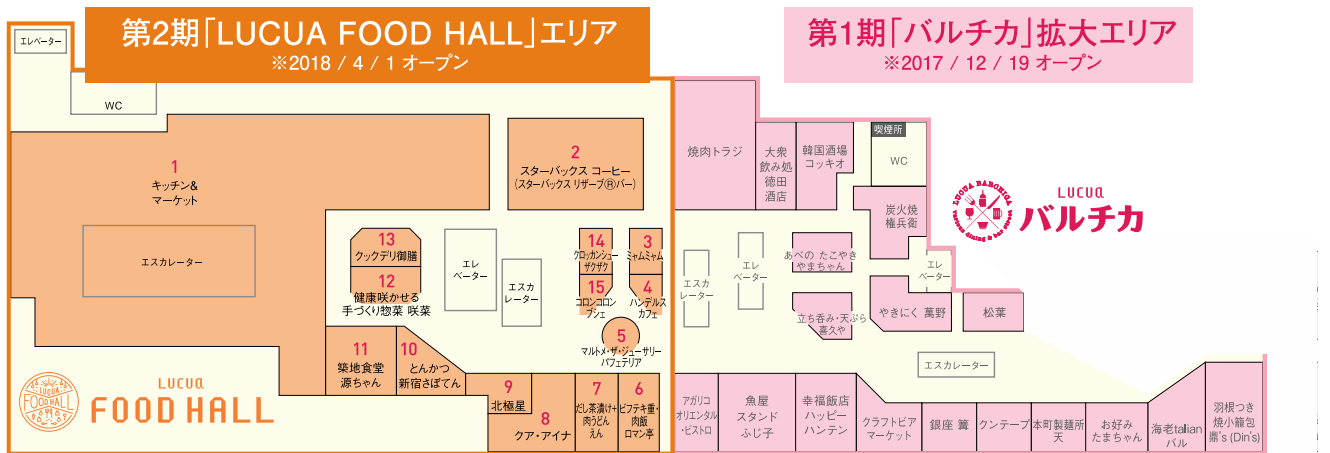 第2期「LUCUA FOOD HALL」エリア
※2018 / 4 / 1 オープン
第1期「バルチカ」拡大エリア
※2017 / 12 / 19 オープン
エレベーター
WC
1
キッチン&
マーケット
エスカレーター
2
スターバックス コーヒー
(スターバックス リザーブⓇバー)
13
クックデリ御膳
12
健康咲かせる
手づくり惣菜 咲菜
エレ
ベーター
エスカ
レーター
14
クロッカンシュー
ザクザク
3
ミャムミャム
15
コロンコロン
ブシェ
4
ハンデルス
カフェ
5
マルトメ・ザ・ジューサリー
パフェテリア
11
築地食堂
源ちゃん
10
とんかつ
新宿さぼてん
9
北極星
8
クア・アイナ
7
だし茶漬け+
肉うどん
えん
6
ビフテキ重・
肉飯
ロマン亭
LUCUA
FOOD HALL
LUCUA
FOOD HALL
焼肉トラジ
大衆
飲み処
徳田
酒店
韓国酒場
コッキオ
喫煙所
WC
炭火焼
権兵衛
LUCUA BARCHICA
various dining & bar street
LUCUA
バルチカ
エスカ
レーター
エレ
ベーター
あべの たこやき
やまちゃん
エレ
ベーター
立ち呑み・天ぷら
喜久や
やきにく 萬野
松葉
エスカレーター
アガリコ
オリエンタル
・ビストロ
魚屋
スタンド
ふじ子
幸福飯店
ハッピー
ハンテン
クラフトビア
マーケット
銀座 篝
クンテープ
本町製麺所
天
お好み
たまちゃん
海老talian
バル
羽根つき
焼小籠包
鼎's (Din's)